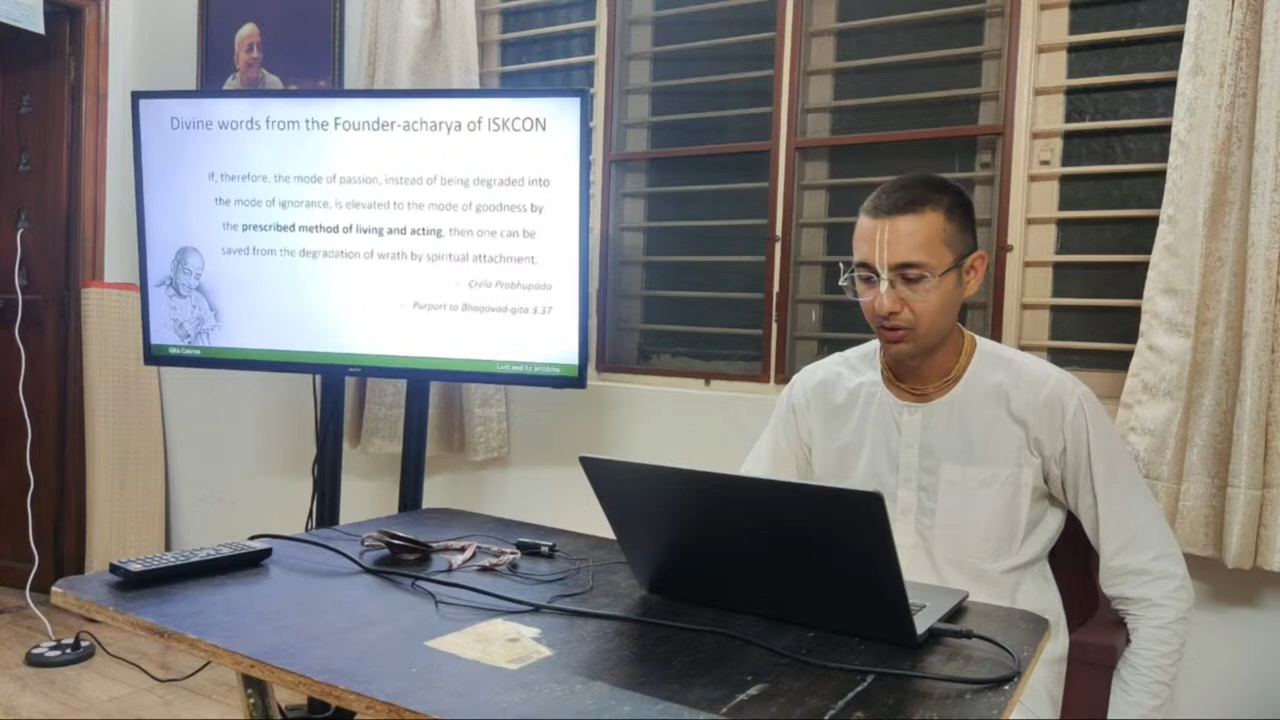 Divine words from the Founder-acharya of ISKCON
If, therefore, the mode of passion, instead of being degraded into
the mode of ignorance, is elevated to the mode of goodness by
the prescribed method of living and acting, then one can be
saved from the degradation of wrath by spiritual attachment.
- Çréla Prabhupäda
- Purport to Bhagavad-gita 3.37
Gita Course
Lust and its antidote